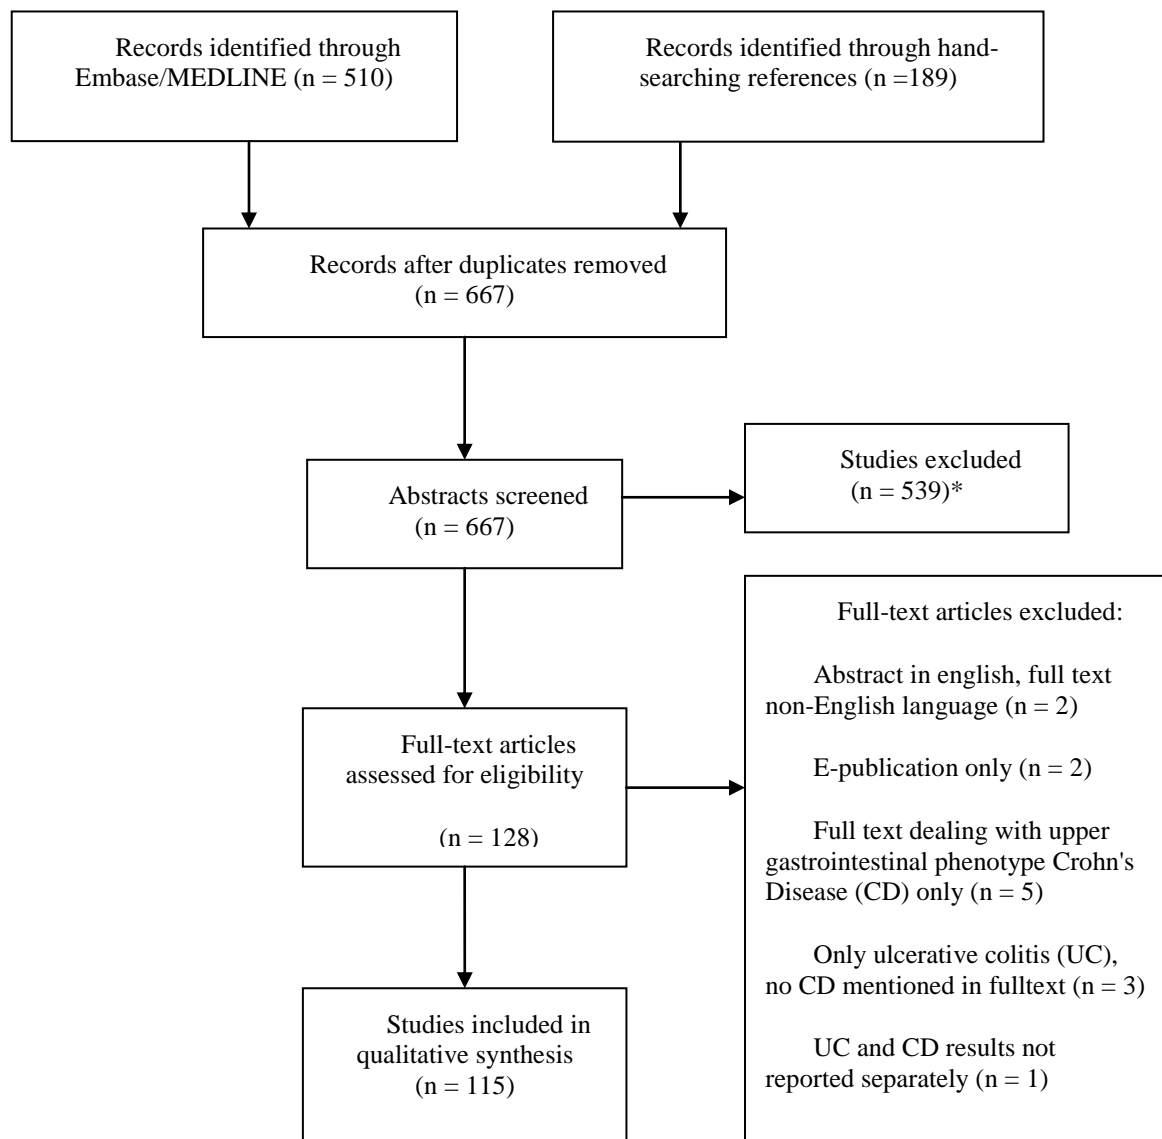 Records identified through
Embase/MEDLINE (n = 510)
Records identified through hand-
searching references (n =189)
Records after duplicates removed
(n = 667)
Abstracts screened
(n = 667)
Studies excluded
(n = 539)*
Full-text articles
assessed for eligibility
(n = 128)
Full-text articles excluded:
Abstract in english, full text
non-English language (n = 2)
E-publication only (n = 2)
Full text dealing with upper
gastrointestinal phenotype Crohn's
Disease (CD) only (n = 5)
Only ulcerative colitis (UC),
no CD mentioned in fulltext (n = 3)
UC and CD results not
reported separately (n = 1)
Studies included in
qualitative synthesis
(n = 115)